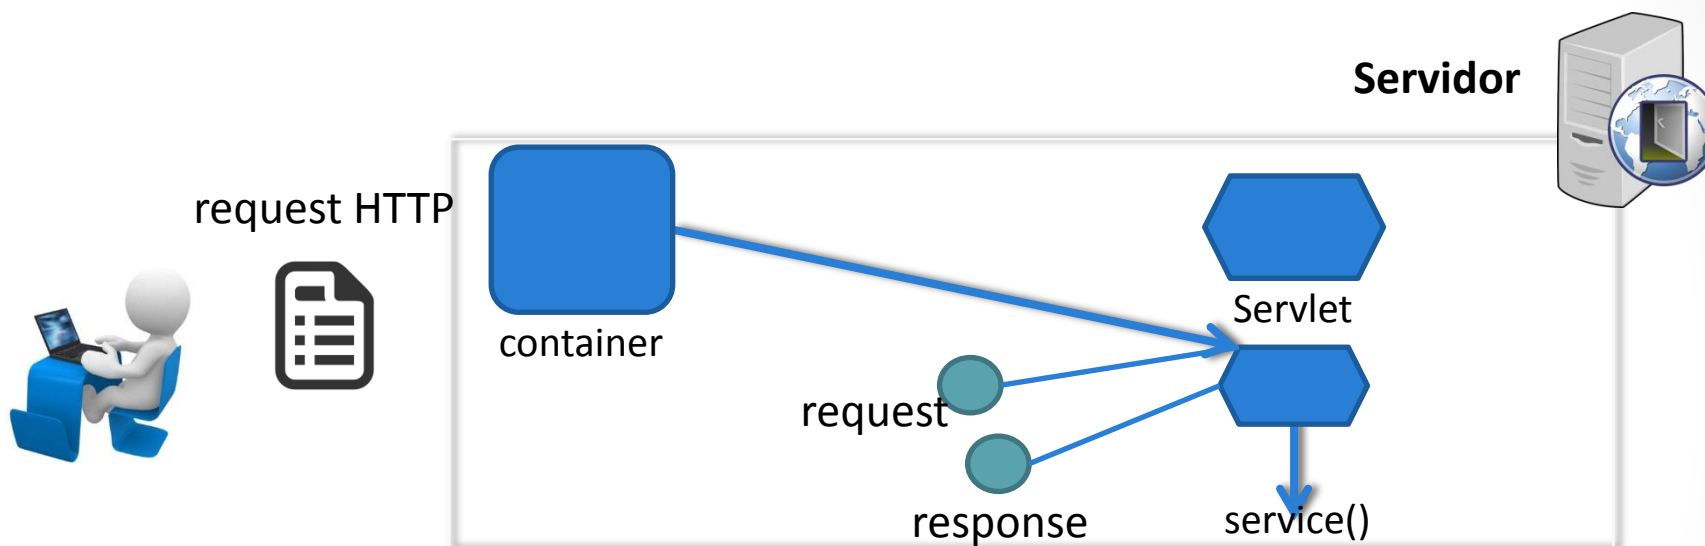 Servidor
request HTTP
container
Servlet
request
response
service()